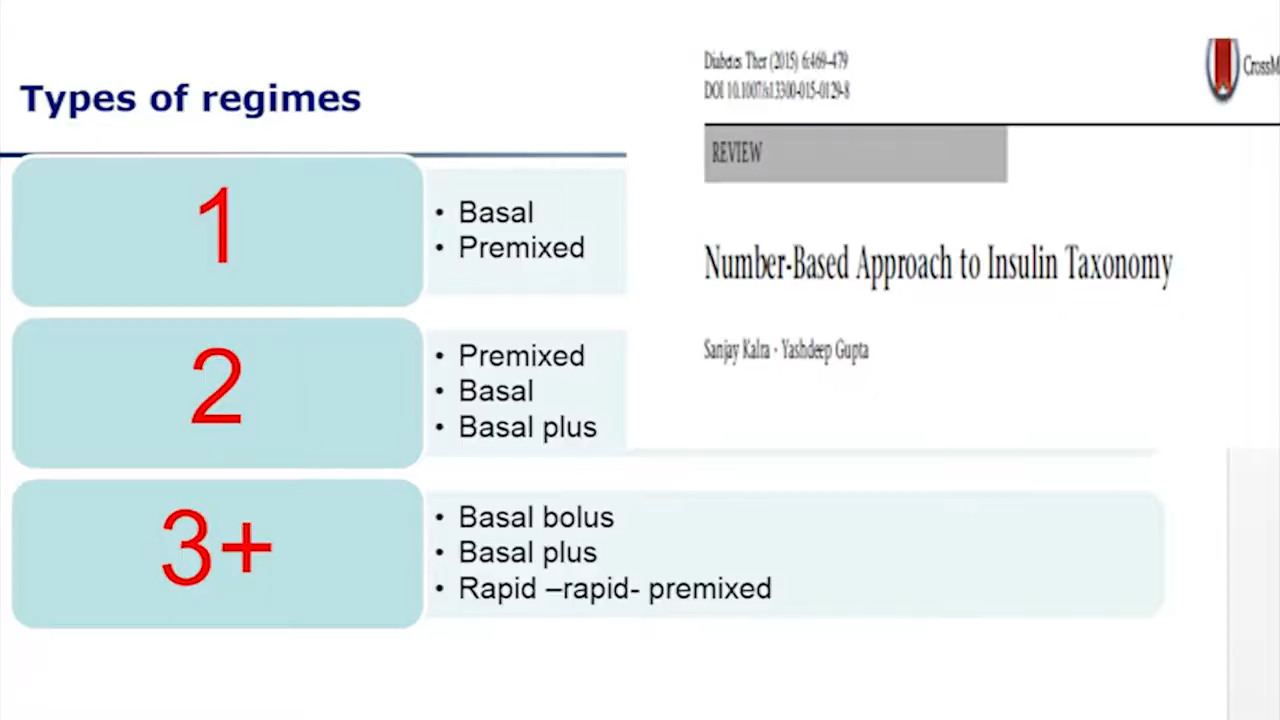 Types of regimes
1
• Basal
• Premixed
2
• Premixed
• Basal
• Basal plus
3+
• Basal bolus
• Basal plus
• Rapid –rapid- premixed
Diabetes Ther (2015) 6:469-479
DOI 10.1007/s13300-015-0129-8
CrossM
REVIEW
Number-Based Approach to Insulin Taxonomy
Sanjay Kalra · Yashdeep Gupta